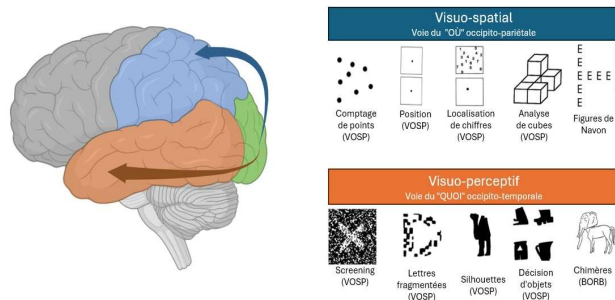 Visuo-spatial
Voie du "OÙ" occipito-pariétale
Comptage
de points
(VOSP)
Position
(VOSP)
Localisation
de chiffres
(VOSP)
Analyse
de cubes
(VOSP)
E
E
E E E E
E
E
Figures de
Navon
Visuo-perceptif
Voie du "QUOI" occipito-temporale
Screening
(VOSP)
Lettres
fragmentées
(VOSP)
Silhouettes
(VOSP)
Décision
d'objets
(VOSP)
Chimères
(BORB)